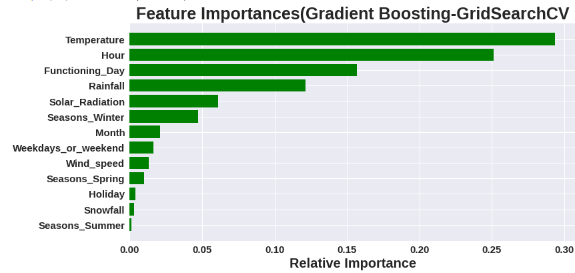 Feature Importances(Gradient Boosting-GridSearchCV
Temperature
Hour
Functioning_Day
Rainfall
Solar_Radiation
Seasons_Winter
Month
Weekdays_or_weekend
Wind_speed
Seasons_Spring
Holiday
Snowfall
Seasons_Summer
0.00 0.05 0.10 0.15 0.20 0.25 0.30
Relative Importance